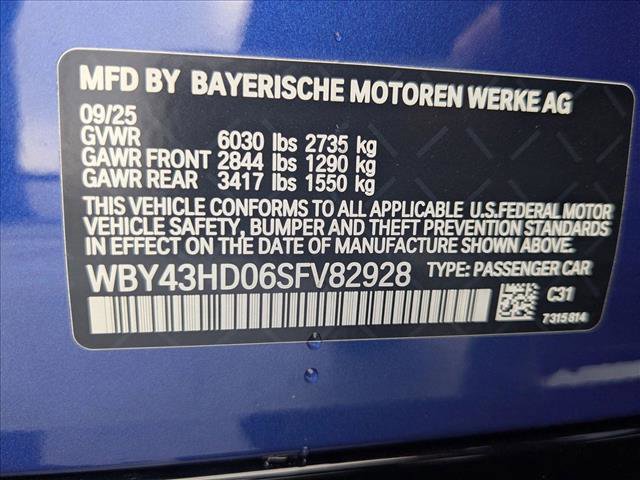 MFD BY BAYERISCHE MOTOREN WERKE AG
09/25
GVWR 6030 lbs 2735 kg
GAWR FRONT 2844 lbs 1290 kg
GAWR REAR 3417 lbs 1550 kg
THIS VEHICLE CONFORMS TO ALL APPLICABLE U.S.FEDERAL MOTOR
VEHICLE SAFETY, BUMPER AND THEFT PREVENTION STANDARDS
IN EFFECT ON THE DATE OF MANUFACTURE SHOWN ABOVE.
WBY43HD06SFV82928 TYPE: PASSENGER CAR
C31
7315814